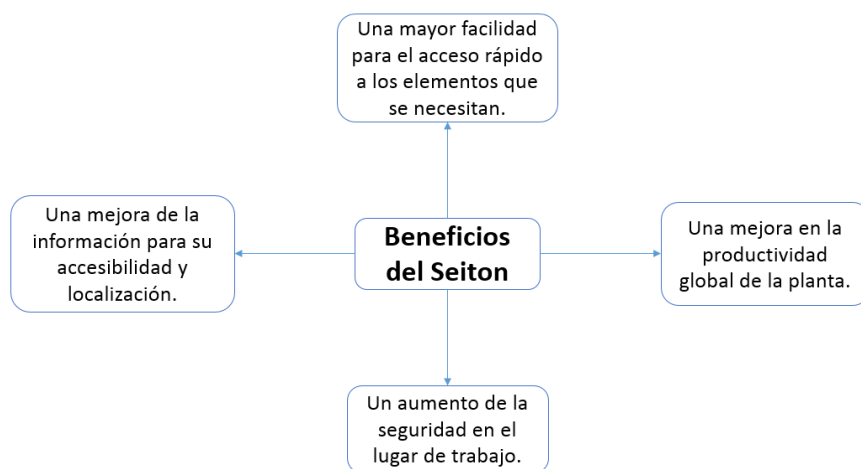 Una mayor facilidad
para el acceso rápido
a los elementos que
se necesitan.
Una mejora de la
información para su
accesibilidad y
localización.
Beneficios
del Seiton
Una mejora en la
productividad
global de la planta.
Un aumento de la
seguridad en el
lugar de trabajo.